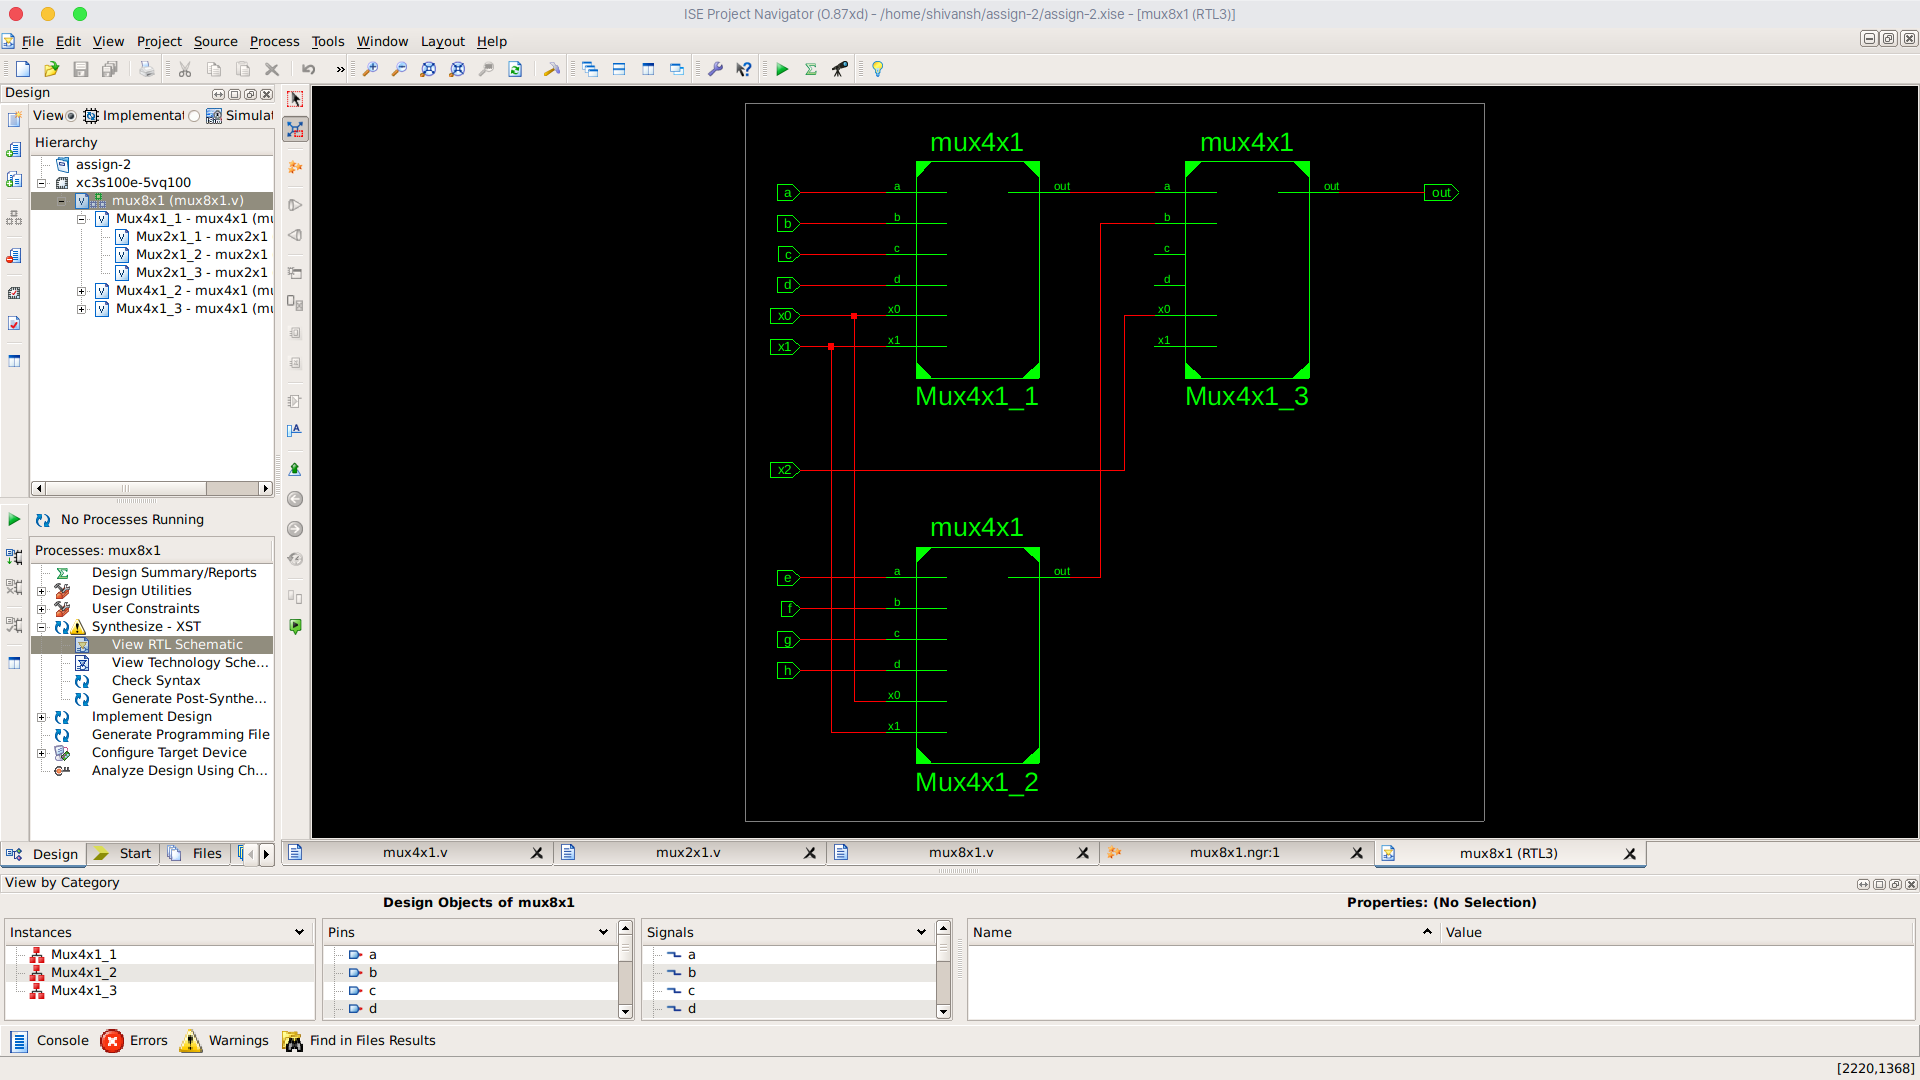 ISE Project Navigator (O.87xd) - /home/shivansh/assign-2/assign-2.xise - [mux8x1 (RTL3)]
File Edit View Project Source Process Tools Window Layout Help
Design
View Implementat Simulat
Hierarchy
assign-2
xc3s100e-5vq100
mux8x1 (mux8x1.v)
Mux4x1_1 - mux4x1 (mu
Mux2x1_1 - mux2x1
Mux2x1_2 - mux2x1
Mux2x1_3 - mux2x1
Mux4x1_2 - mux4x1 (mu
Mux4x1_3 - mux4x1 (mu
No Processes Running
Processes: mux8x1
Design Summary/Reports
Design Utilities
User Constraints
Synthesize - XST
View RTL Schematic
View Technology Sche...
Check Syntax
Generate Post-Synthe...
Implement Design
Generate Programming File
Configure Target Device
Analyze Design Using Ch...
Design Start Files
mux4x1 mux4x1
a a out a out out
b b b
c c c
d d d
x0 x0 x0
x1 x1 x1
Mux4x1_1 Mux4x1_3
x2
mux4x1
e a out
f b
g c
h d
x0
x1
Mux4x1_2
mux4x1.v mux2x1.v mux8x1.v mux8x1.ngr:1 mux8x1 (RTL3)
View by Category
Design Objects of mux8x1 Properties: (No Selection)
Instances Pins Signals Name Value
Mux4x1_1 a a
Mux4x1_2 b b
Mux4x1_3 c c
d d
Console Errors Warnings Find in Files Results
[2220,1368]